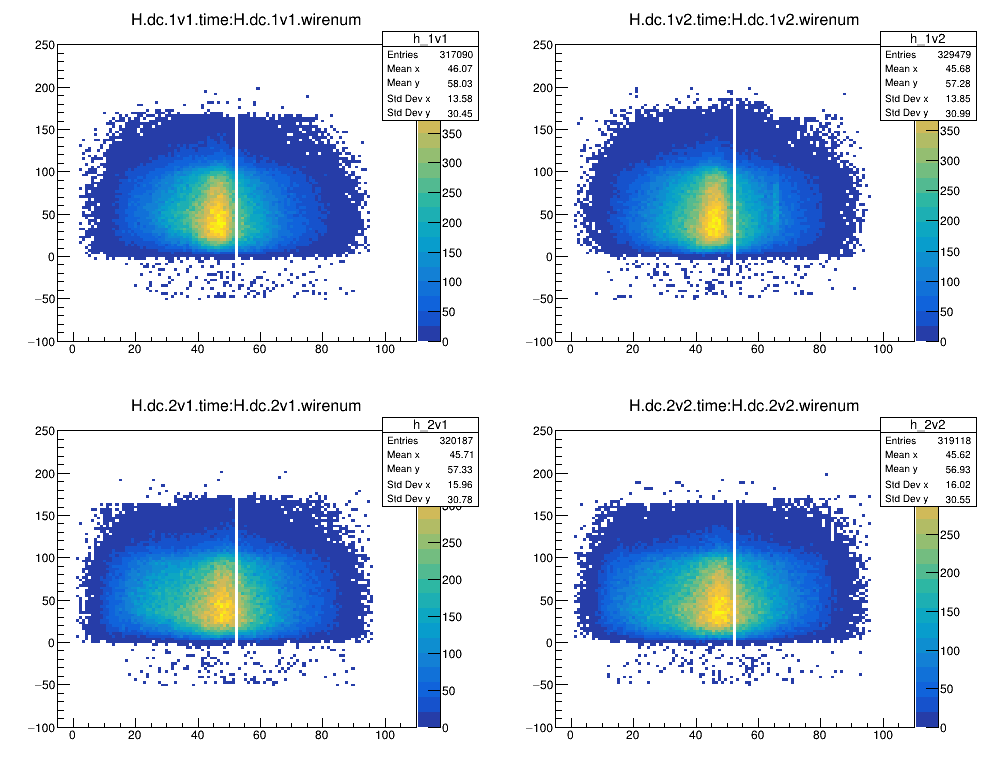 H.dc.1v1.time:H.dc.1v1.wirenum
h_1v1
Entries 317090
Mean x 46.07
Mean y 58.03
Std Dev x 13.58
Std Dev y 30.45
250
200
150
100
50
0
−50
−100
0 20 40 60 80 100
350
300
250
200
150
100
50
0
H.dc.1v2.time:H.dc.1v2.wirenum
h_1v2
Entries 329479
Mean x 45.68
Mean y 57.28
Std Dev x 13.85
Std Dev y 30.99
250
200
150
100
50
0
−50
−100
0 20 40 60 80 100
350
300
250
200
150
100
50
0
H.dc.2v1.time:H.dc.2v1.wirenum
h_2v1
Entries 320187
Mean x 45.71
Mean y 57.33
Std Dev x 15.96
Std Dev y 30.78
250
200
150
100
50
0
−50
−100
0 20 40 60 80 100
300
250
200
150
100
50
0
H.dc.2v2.time:H.dc.2v2.wirenum
h_2v2
Entries 319118
Mean x 45.62
Mean y 56.93
Std Dev x 16.02
Std Dev y 30.55
250
200
150
100
50
0
−50
−100
0 20 40 60 80 100
250
200
150
100
50
0